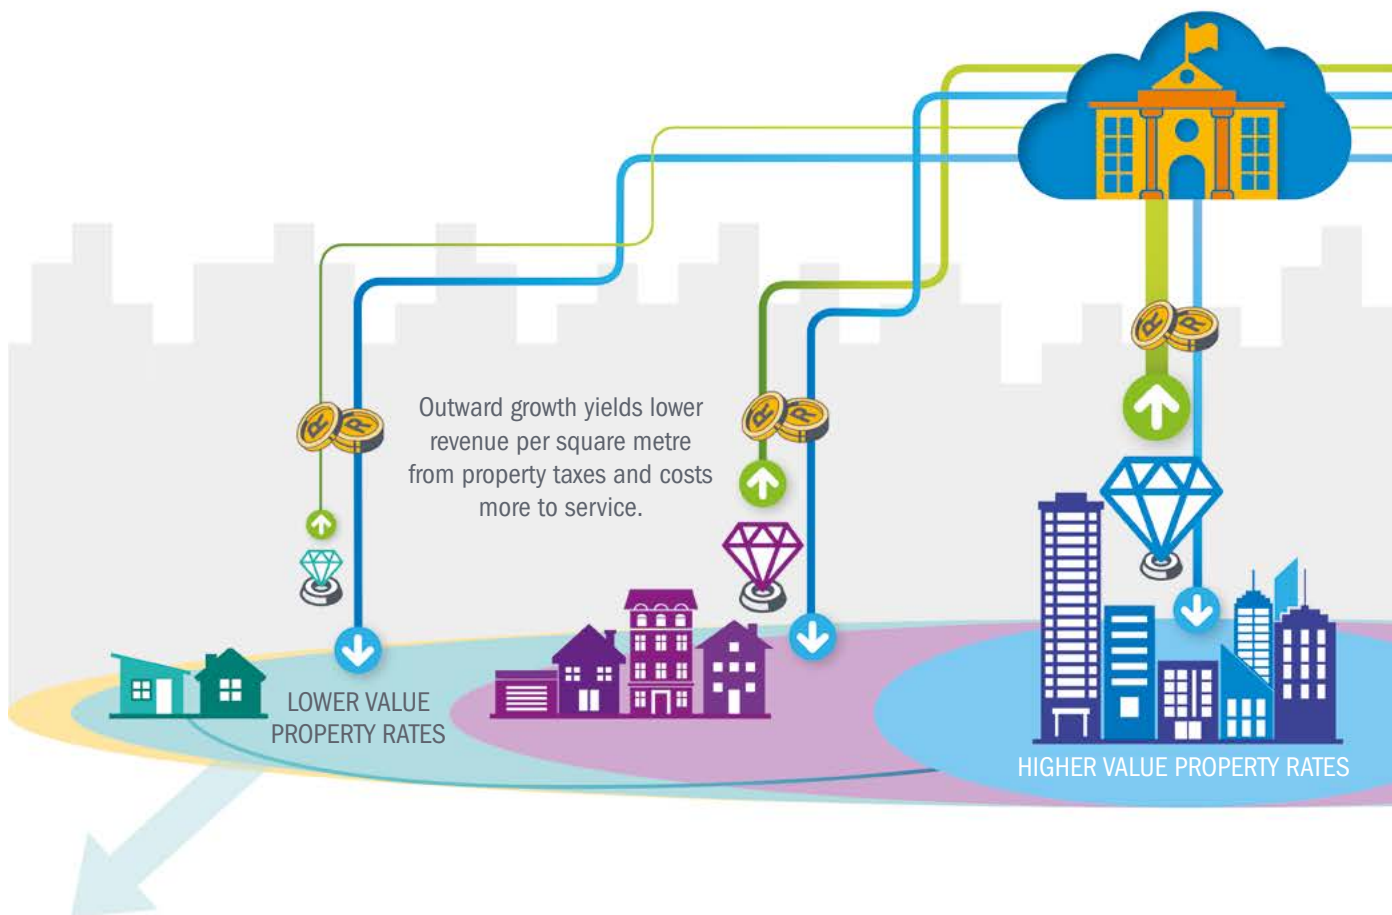 Outward growth yields lower
revenue per square metre
from property taxes and costs
more to service.
LOWER VALUE
PROPERTY RATES
HIGHER VALUE PROPERTY RATES
R
R
R
R
R
R